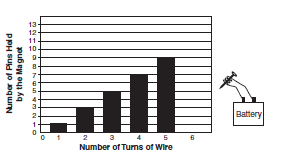 Number of Pins Held
by the Magnet
13
12
11
10
9
8
7
6
5
4
3
2
1
0
0 1 2 3 4 5 6
Number of Turns of Wire
Battery